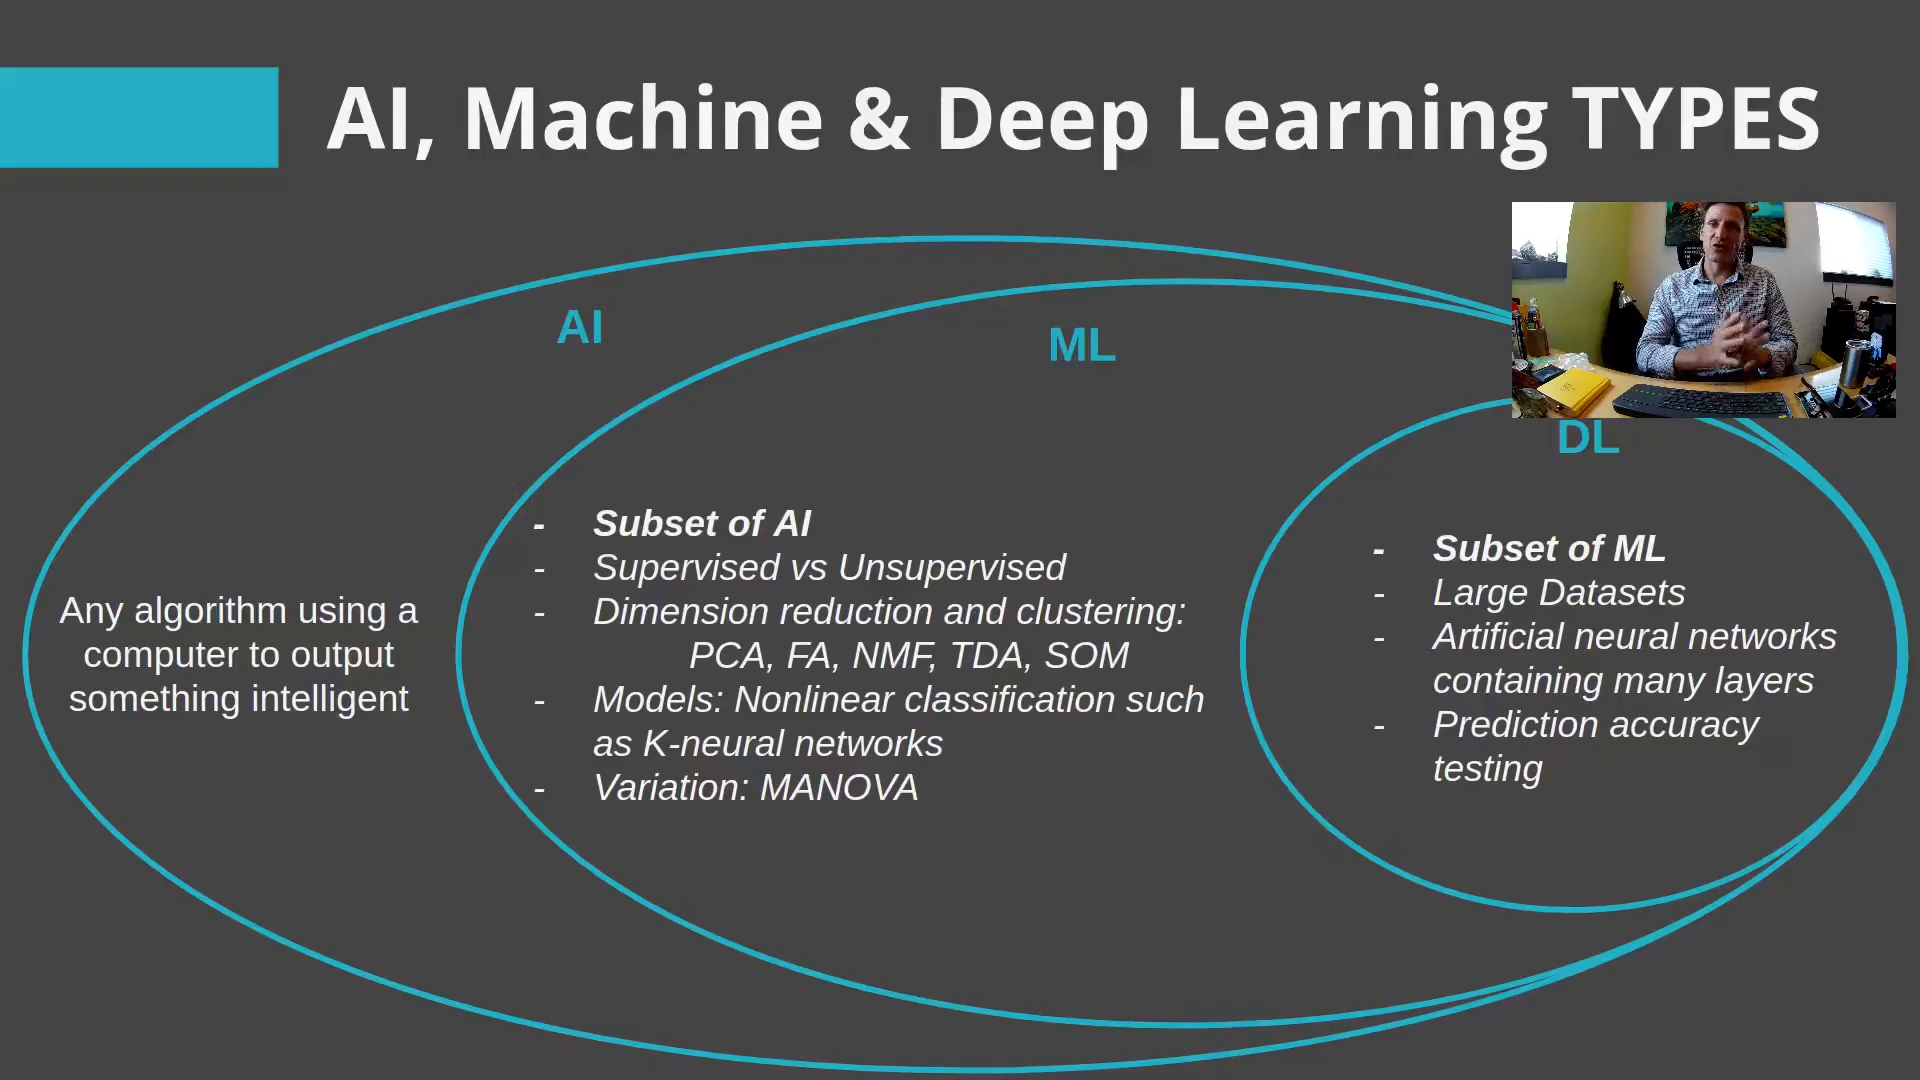 AI, Machine & Deep Learning TYPES
AI
ML
DL
Any algorithm using a
computer to output
something intelligent
- Subset of AI
- Supervised vs Unsupervised
- Dimension reduction and clustering:
PCA, FA, NMF, TDA, SOM
- Models: Nonlinear classification such
as K-neural networks
- Variation: MANOVA
- Subset of ML
- Large Datasets
- Artificial neural networks
containing many layers
- Prediction accuracy
testing